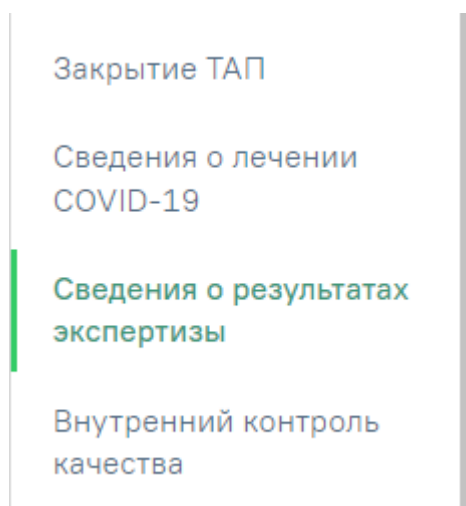 Закрытие ТАП
Сведения о лечении
COVID-19
Сведения о результатах
экспертизы
Внутренний контроль
качества